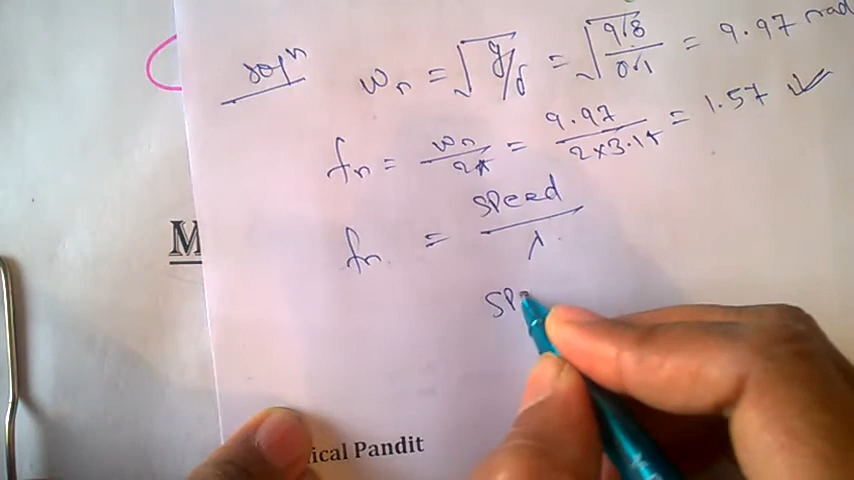 solⁿ ωn = √g/δ = √9.8/0.1 = 9.97 rad
fn = ωn/2π = 9.97/2×3.14 = 1.57 ✓
fn = speed/λ
SP
M
ical Pandit